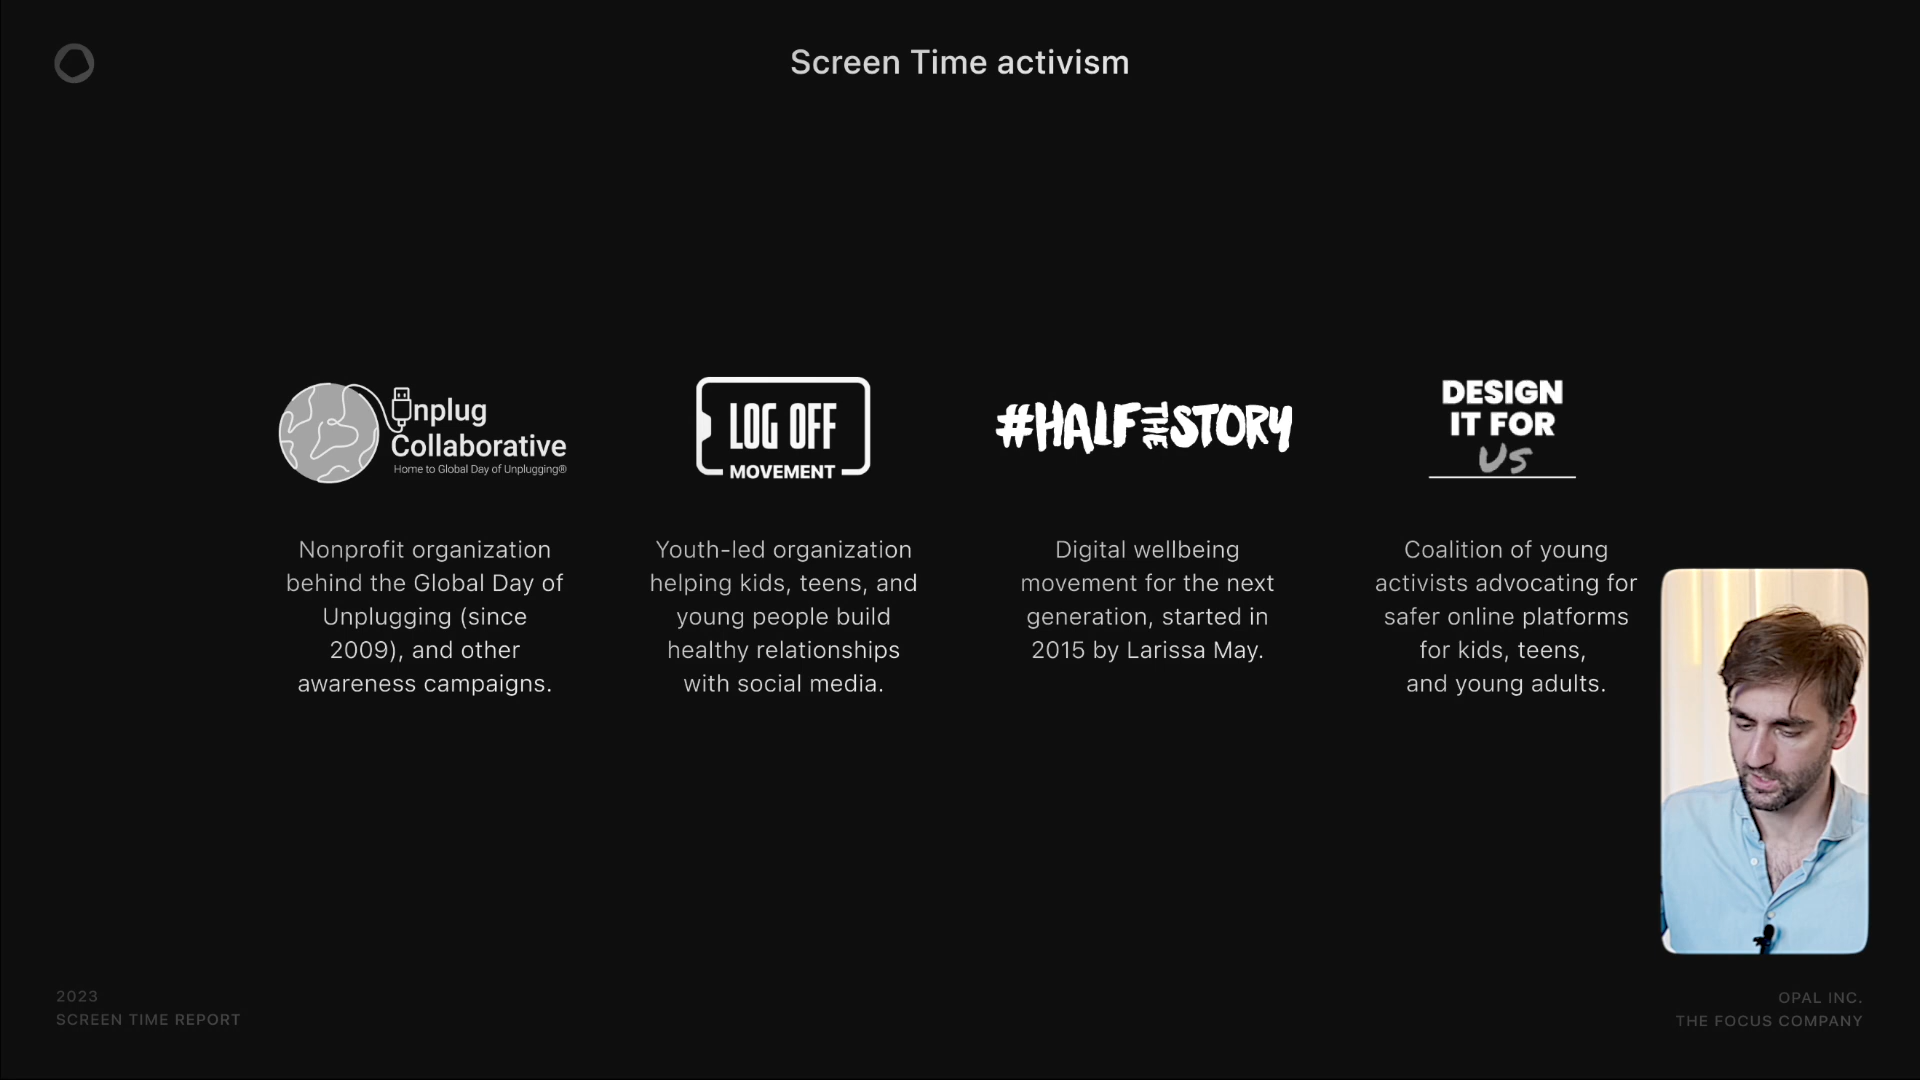 Screen Time activism
Unplug
Collaborative
Home to Global Day of Unplugging®
Nonprofit organization
behind the Global Day of
Unplugging (since
2009), and other
awareness campaigns.
LOG OFF
MOVEMENT
Youth-led organization
helping kids, teens, and
young people build
healthy relationships
with social media.
#HALF THE STORY
Digital wellbeing
movement for the next
generation, started in
2015 by Larissa May.
DESIGN
IT FOR
Us
Coalition of young
activists advocating for
safer online platforms
for kids, teens,
and young adults.
2023
SCREEN TIME REPORT
OPAL INC.
THE FOCUS COMPANY